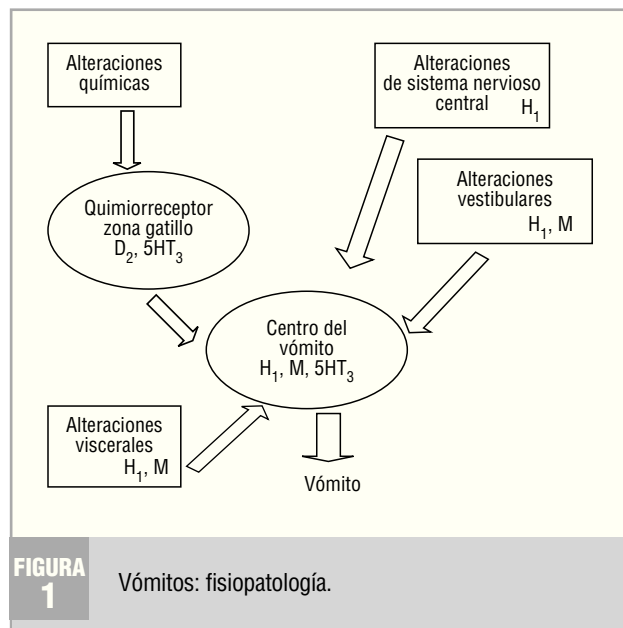 Alteraciones
químicas
Quimiorreceptor
zona gatillo
D₂, 5HT₃
Alteraciones
de sistema nervioso
central H₁
Alteraciones
vestibulares
H₁, M
Centro del
vómito
H₁, M, 5HT₃
Alteraciones
viscerales
H₁, M
Vómito
FIGURA
1
Vómitos: fisiopatología.